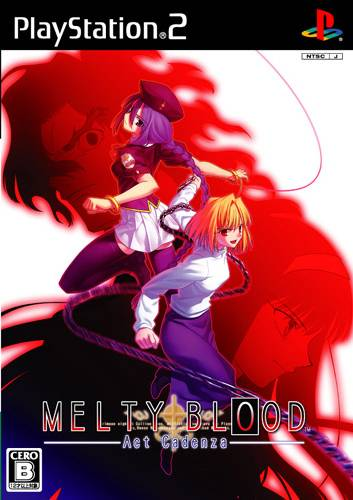 PlayStation®2
NTSC J
MELTY BLOOD
Act Cadenza
CERO
B